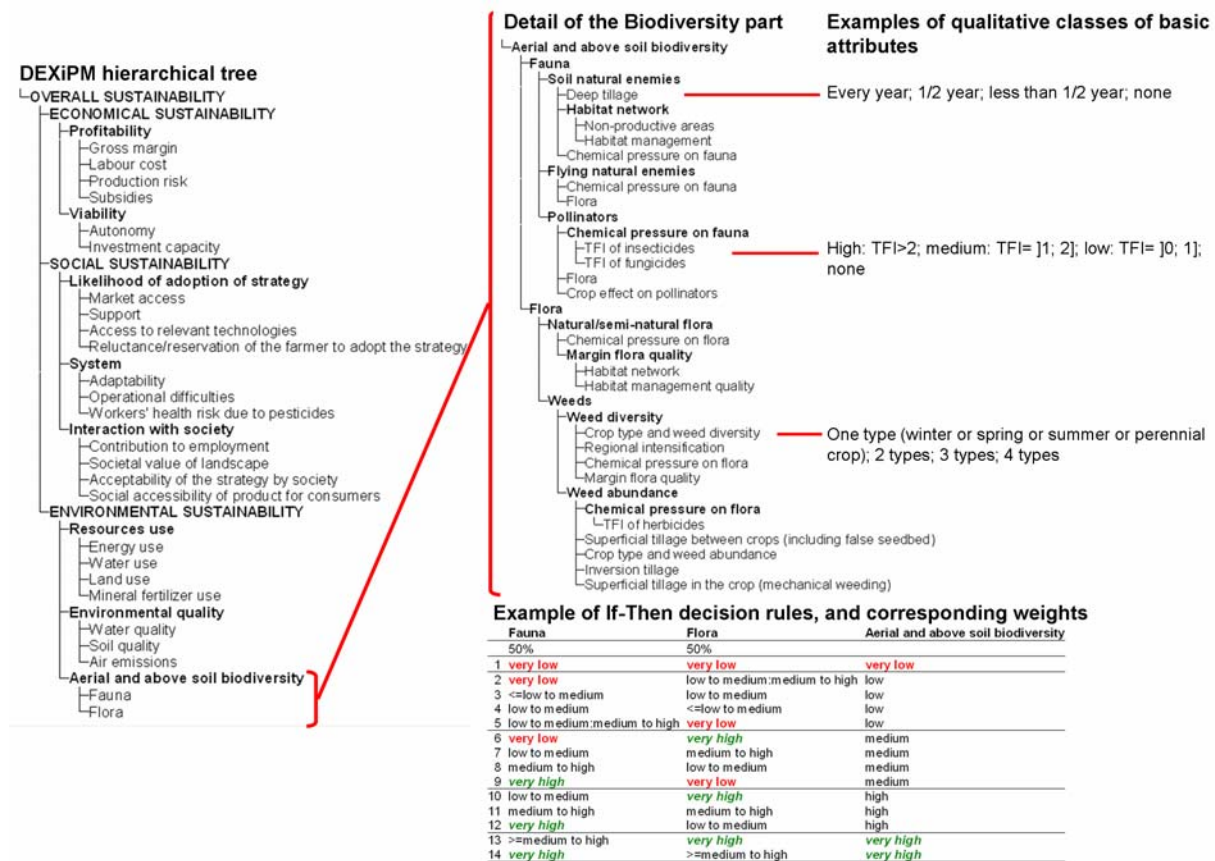 DEXiPM hierarchical tree
OVERALL SUSTAINABILITY
ECONOMICAL SUSTAINABILITY
Profitability
Gross margin
Labour cost
Production risk
Subsidies
Viability
Autonomy
Investment capacity
SOCIAL SUSTAINABILITY
Likelihood of adoption of strategy
Market access
Support
Access to relevant technologies
Reluctance/reservation of the farmer to adopt the strategy
System
Adaptability
Operational difficulties
Workers' health risk due to pesticides
Interaction with society
Contribution to employment
Societal value of landscape
Acceptability of the strategy by society
Social accessibility of product for consumers
ENVIRONMENTAL SUSTAINABILITY
Resources use
Energy use
Water use
Land use
Mineral fertilizer use
Environmental quality
Water quality
Soil quality
Air emissions
Aerial and above soil biodiversity
Fauna
Flora
Detail of the Biodiversity part
Aerial and above soil biodiversity
Fauna
Soil natural enemies
Deep tillage
Habitat network
Non-productive areas
Habitat management
Chemical pressure on fauna
Flying natural enemies
Chemical pressure on fauna
Flora
Pollinators
Chemical pressure on fauna
TFI of insecticides
TFI of fungicides
Flora
Crop effect on pollinators
Flora
Natural/semi-natural flora
Chemical pressure on flora
Margin flora quality
Habitat network
Habitat management quality
Weeds
Weed diversity
Crop type and weed diversity
Regional intensification
Chemical pressure on flora
Margin flora quality
Weed abundance
Chemical pressure on flora
TFI of herbicides
Superficial tillage between crops (including false seedbed)
Crop type and weed abundance
Inversion tillage
Superficial tillage in the crop (mechanical weeding)
Examples of qualitative classes of basic
attributes
Every year; 1/2 year; less than 1/2 year; none
High: TFI>2; medium: TFI= ]1; 2]; low: TFI= ]0; 1];
none
One type (winter or spring or summer or perennial
crop); 2 types; 3 types; 4 types
Example of If-Then decision rules, and corresponding weights
Fauna Flora Aerial and above soil biodiversity
50% 50%
1 very low very low very low
2 very low low to medium:medium to high low
3 <=low to medium low to medium low
4 low to medium <=low to medium low
5 low to medium:medium to high very low low
6 very low very high medium
7 low to medium medium to high medium
8 medium to high low to medium medium
9 very high very low medium
10 low to medium very high high
11 medium to high medium to high high
12 very high low to medium high
13 >=medium to high very high very high
14 very high >=medium to high very high